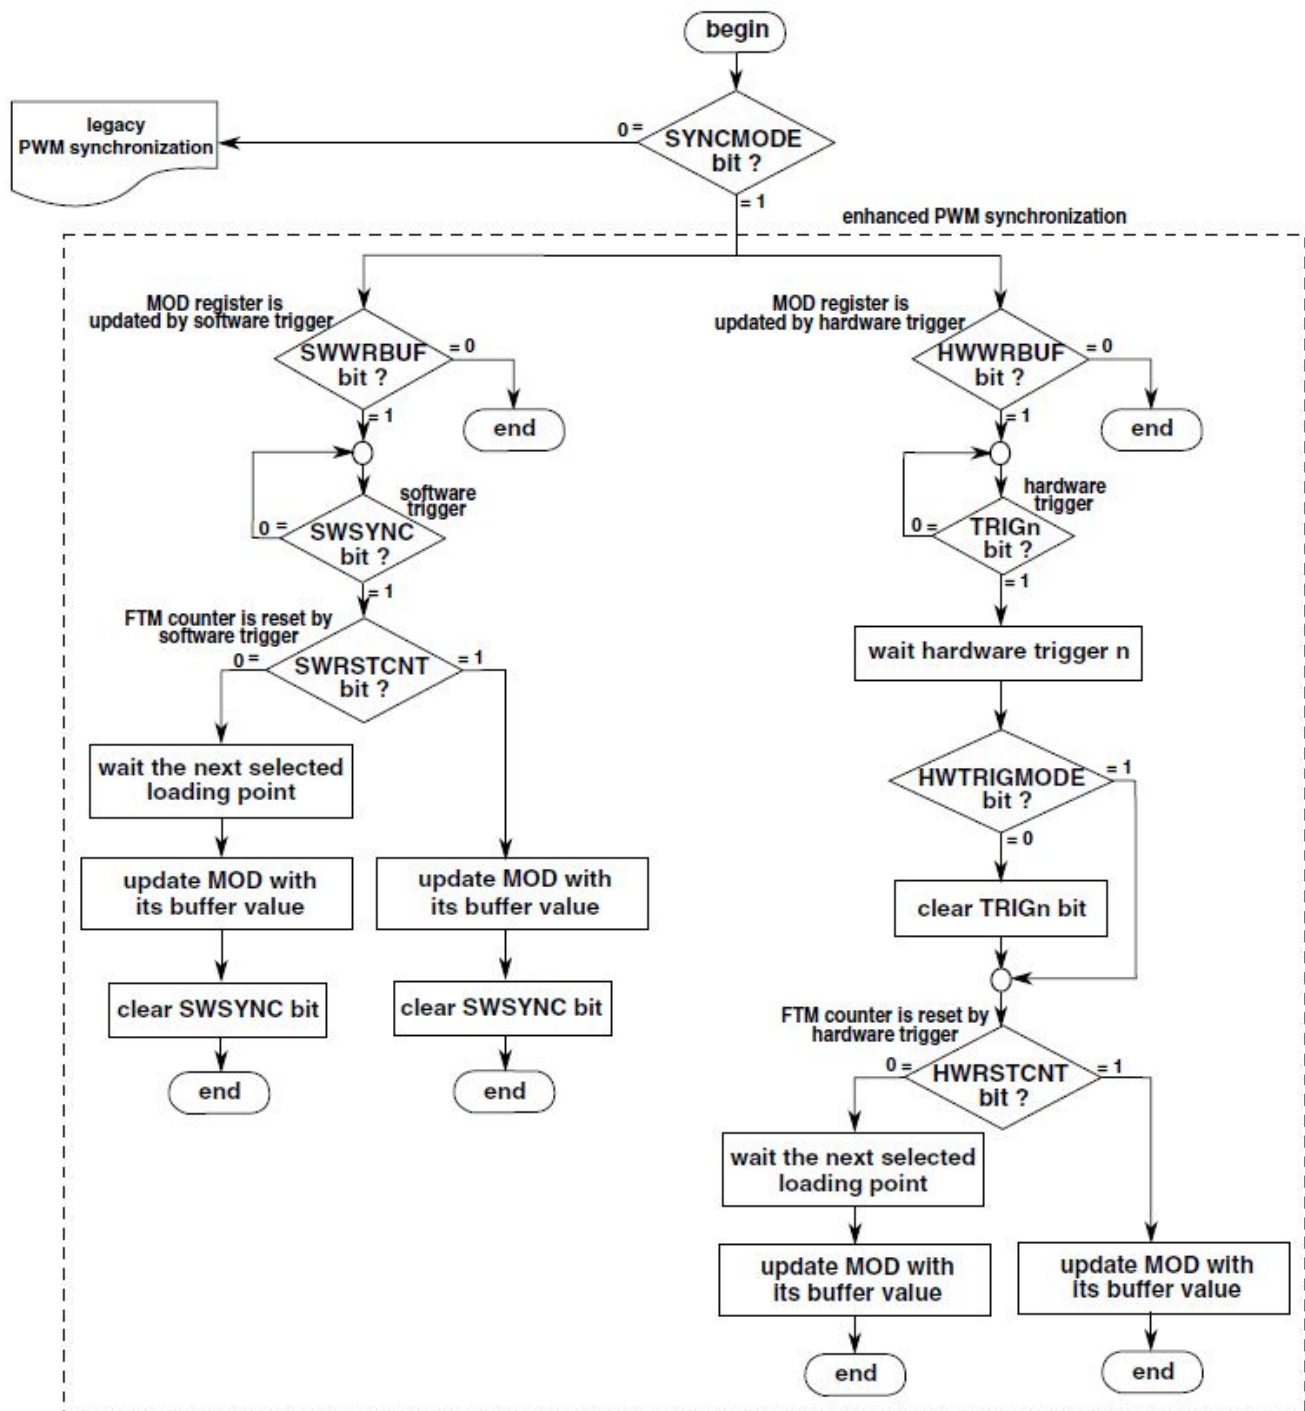 begin
SYNCMODE
bit ?
0 =
legacy
PWM synchronization
= 1
enhanced PWM synchronization
MOD register is
updated by software trigger
SWWRBUF
bit ?
= 0
end
= 1
software
trigger
0 =
SWSYNC
bit ?
= 1
FTM counter is reset by
software trigger
0 =
SWRSTCNT
bit ?
= 1
wait the next selected
loading point
update MOD with
its buffer value
clear SWSYNC bit
end
update MOD with
its buffer value
clear SWSYNC bit
end
MOD register is
updated by hardware trigger
HWWRBUF
bit ?
= 0
end
= 1
hardware
trigger
0 =
TRIGn
bit ?
= 1
wait hardware trigger n
HWTRIGMODE
bit ?
= 1
= 0
clear TRIGn bit
FTM counter is reset by
hardware trigger
0 =
HWRSTCNT
bit ?
= 1
wait the next selected
loading point
update MOD with
its buffer value
end
update MOD with
its buffer value
end